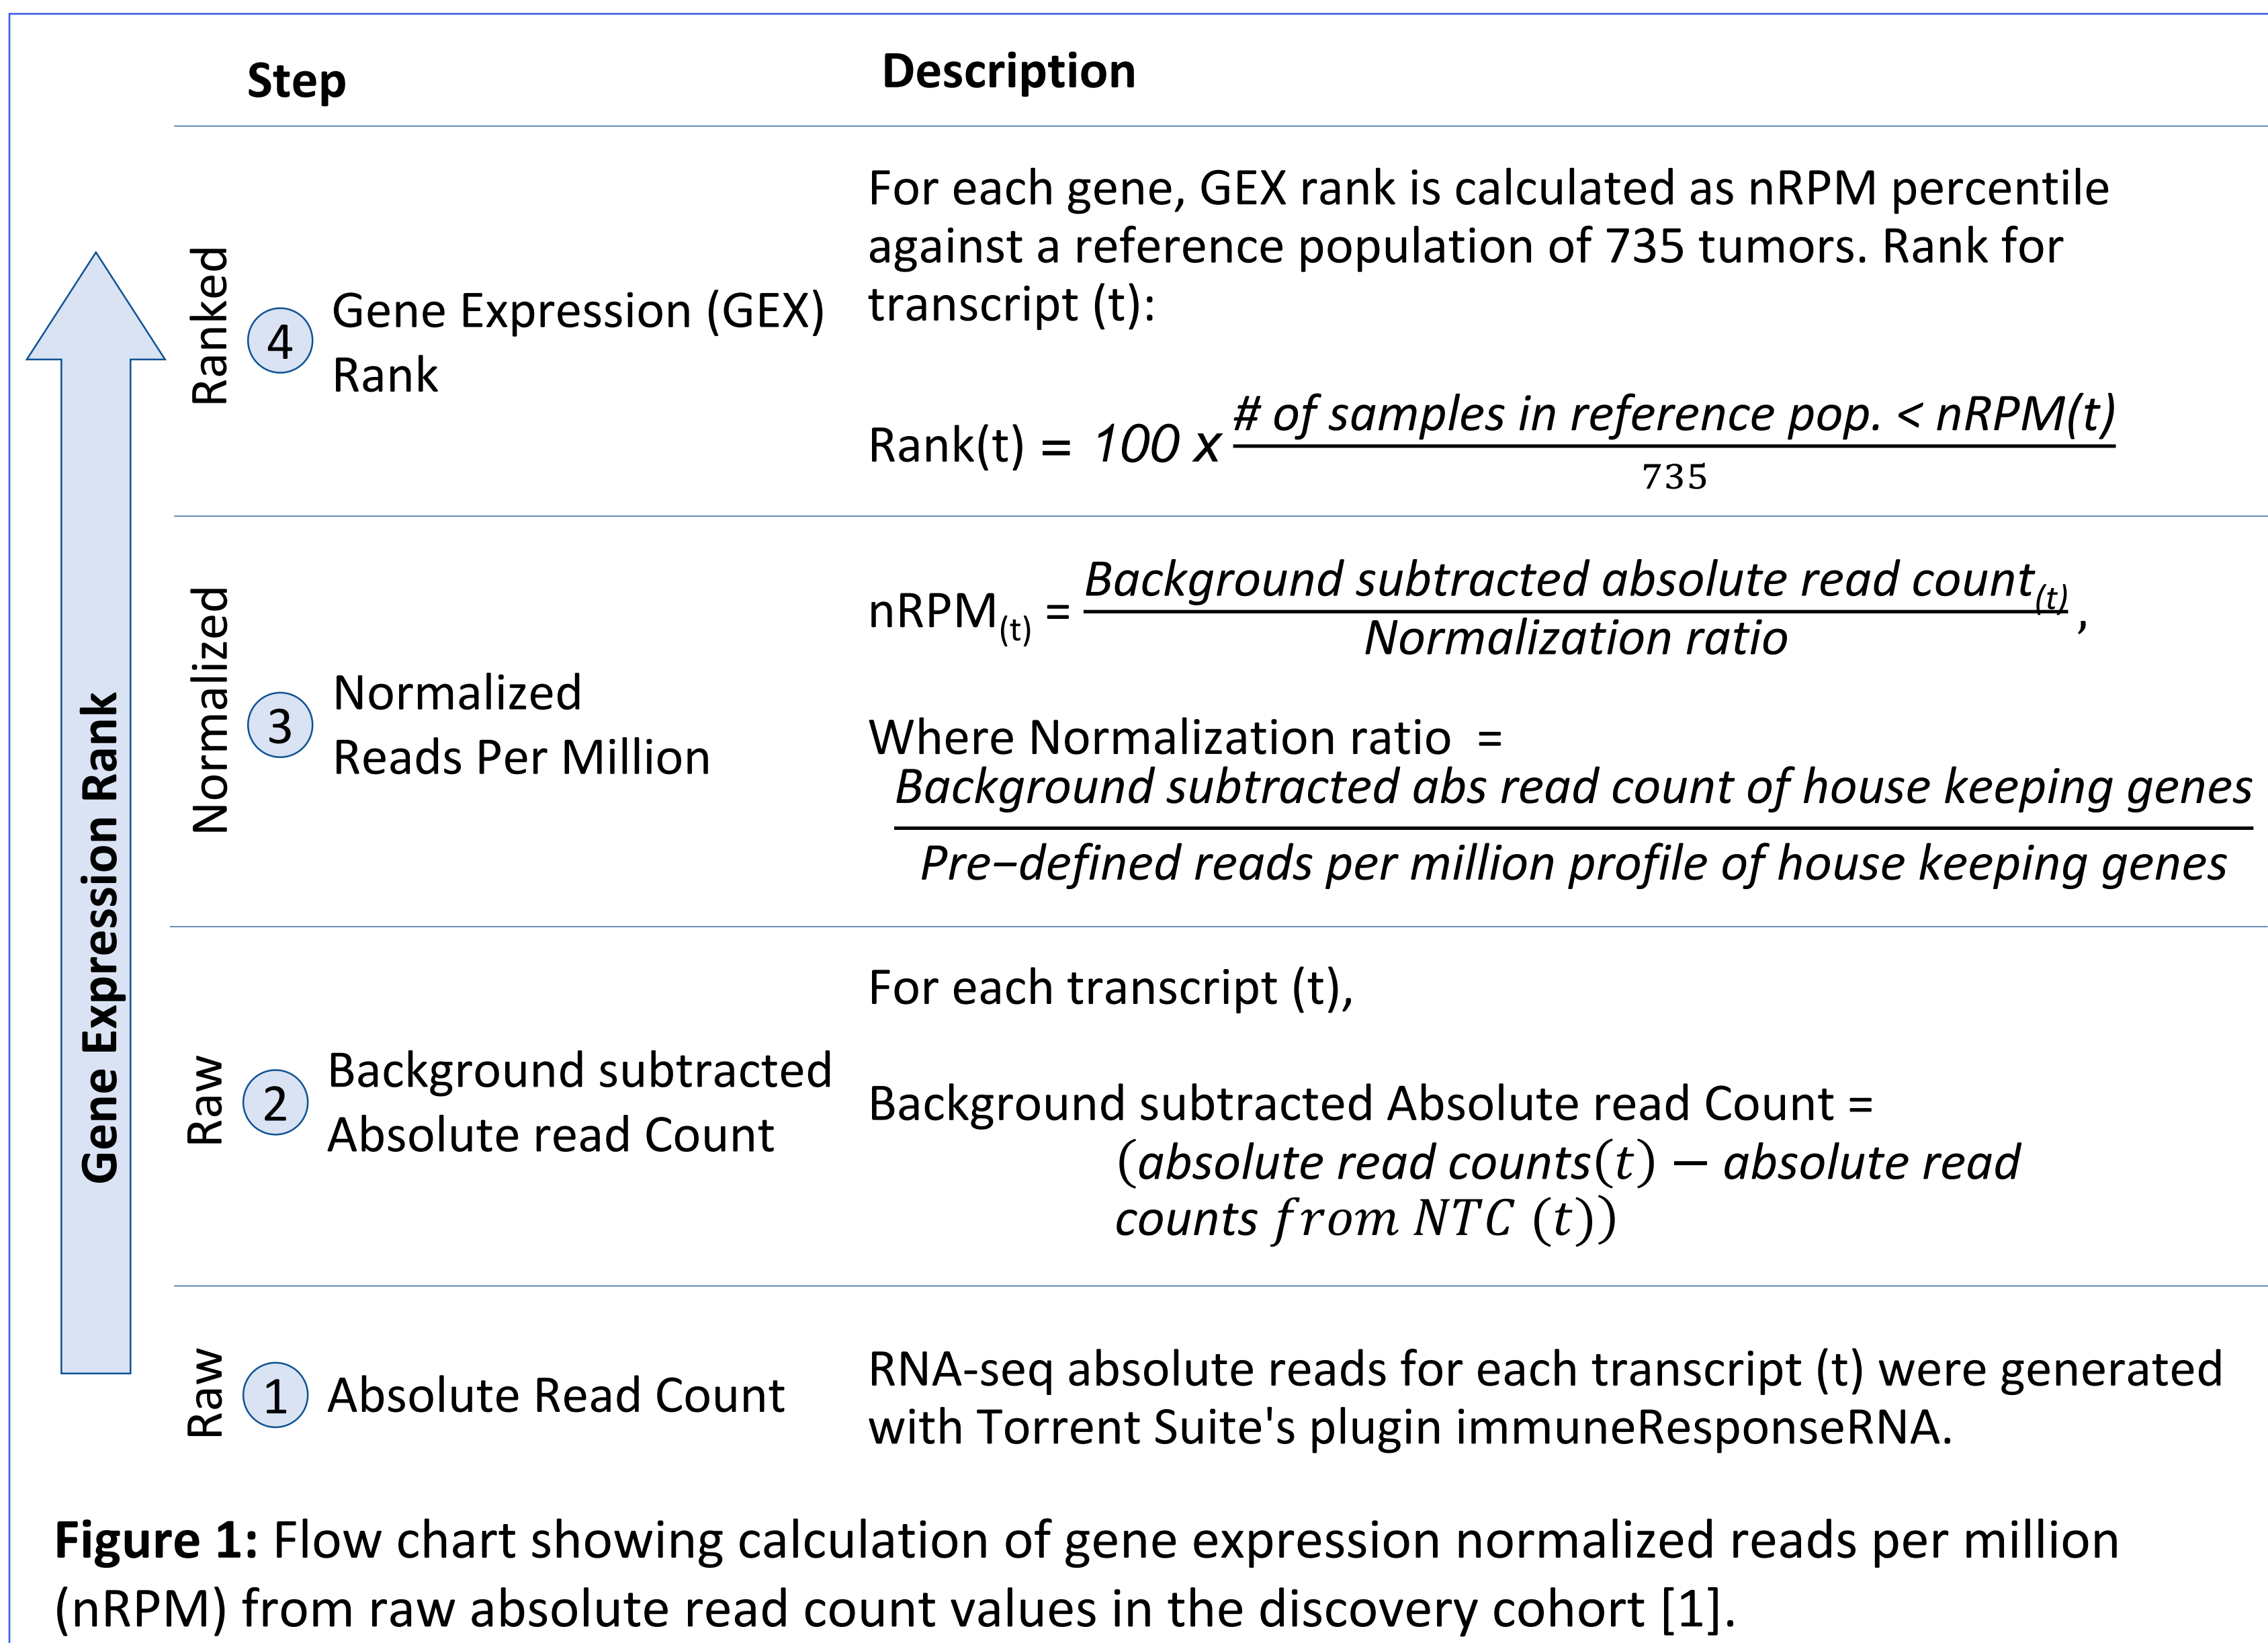 Step
Description
Gene Expression Rank
Ranked
4
Gene Expression (GEX)
Rank
For each gene, GEX rank is calculated as nRPM percentile
against a reference population of 735 tumors. Rank for
transcript (t):
Rank(t) = 100 x # of samples in reference pop. < nRPM(t)
735
Normalized
3
Normalized
Reads Per Million
nRPM(t) = Background subtracted absolute read count(t) ,
Normalization ratio
Where Normalization ratio =
Background subtracted abs read count of house keeping genes
Pre−defined reads per million profile of house keeping genes
Raw
2
Background subtracted
Absolute read Count
For each transcript (t),
Background subtracted Absolute read Count =
(absolute read counts(t) − absolute read
counts from NTC (t))
Raw
1
Absolute Read Count
RNA-seq absolute reads for each transcript (t) were generated
with Torrent Suite's plugin immuneResponseRNA.
Figure 1: Flow chart showing calculation of gene expression normalized reads per million
(nRPM) from raw absolute read count values in the discovery cohort [1].